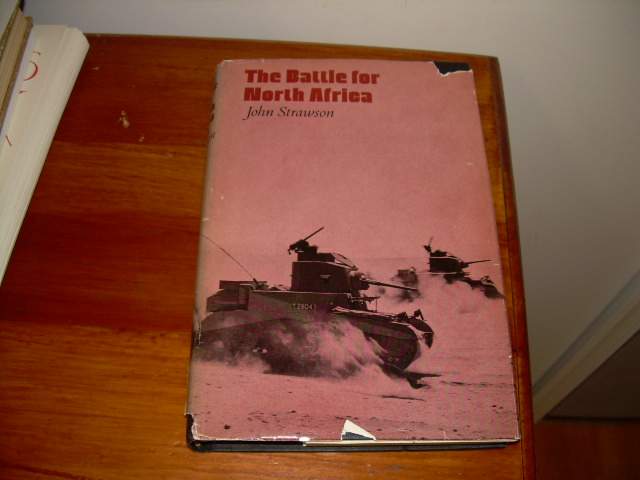 The Battle for
North Africa
John Strawson